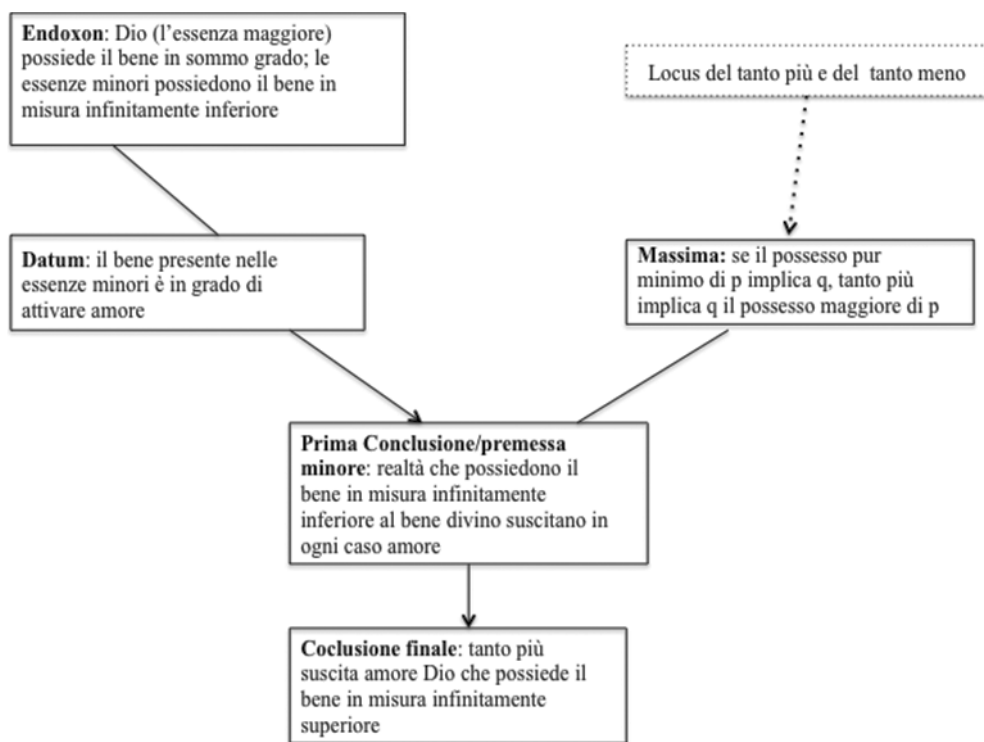 Endoxon: Dio (l'essenza maggiore)
possiede il bene in sommo grado; le
essenze minori possiedono il bene in
misura infinitamente inferiore
Locus del tanto più e del tanto meno
Datum: il bene presente nelle
essenze minori è in grado di
attivare amore
Massima: se il possesso pur
minimo di p implica q, tanto più
implica q il possesso maggiore di p
Prima Conclusione/premessa
minore: realtà che possiedono il
bene in misura infinitamente
inferiore al bene divino suscitano in
ogni caso amore
Coclusione finale: tanto più
suscita amore Dio che possiede il
bene in misura infinitamente
superiore